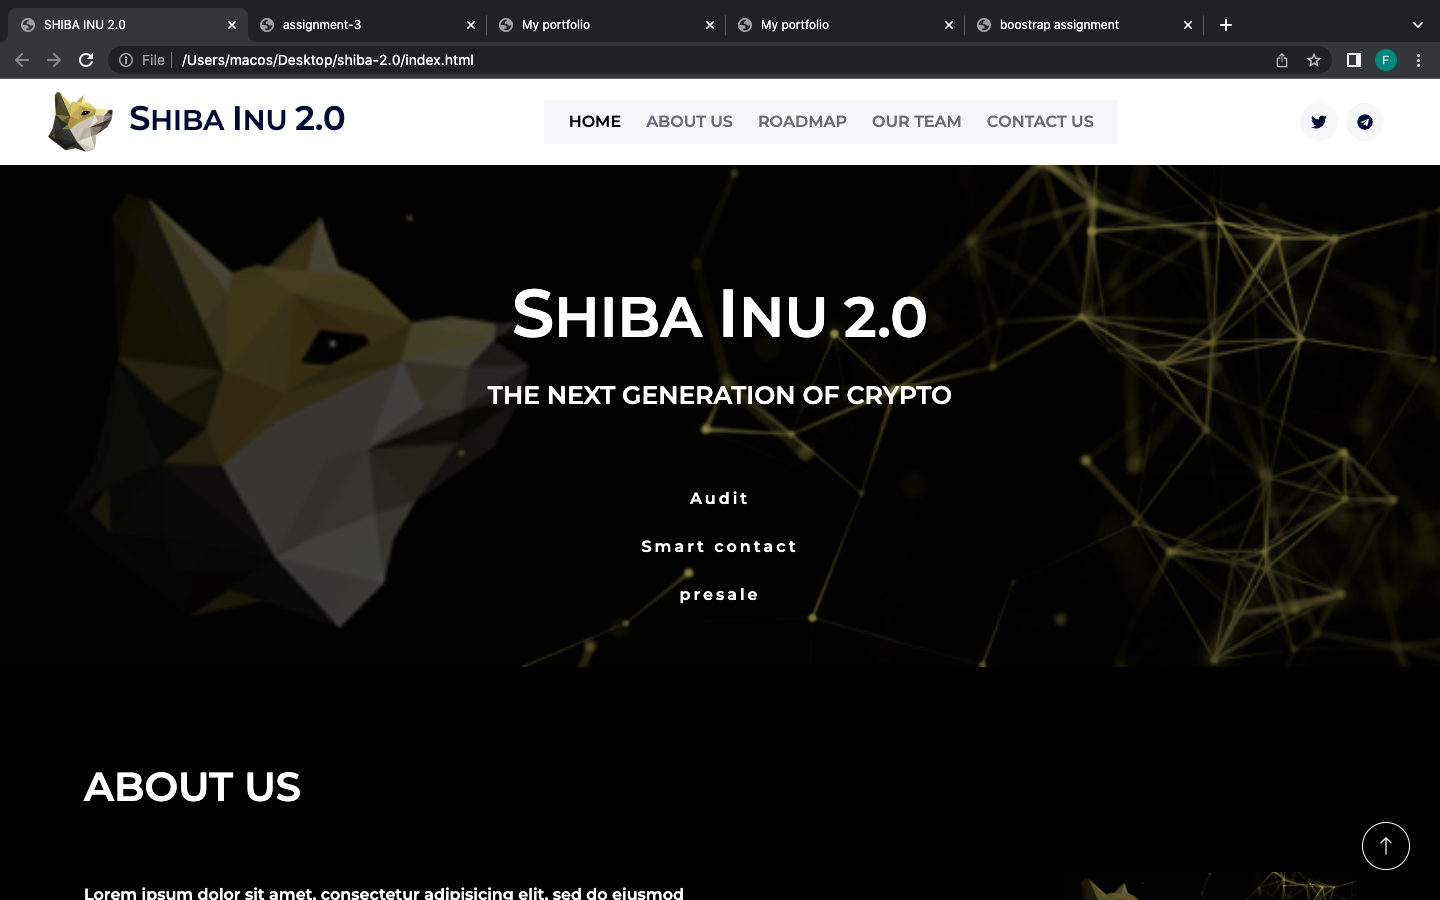 SHIBA INU 2.0
assignment-3
My portfolio
My portfolio
boostrap assignment
File
/Users/macos/Desktop/shiba-2.0/index.html
F
SHIBA INU 2.0
HOME
ABOUT US
ROADMAP
OUR TEAM
CONTACT US
SHIBA INU 2.0
THE NEXT GENERATION OF CRYPTO
Audit
Smart contact
presale
ABOUT US
Lorem ipsum dolor sit amet, consectetur adipisicing elit, sed do eiusmod